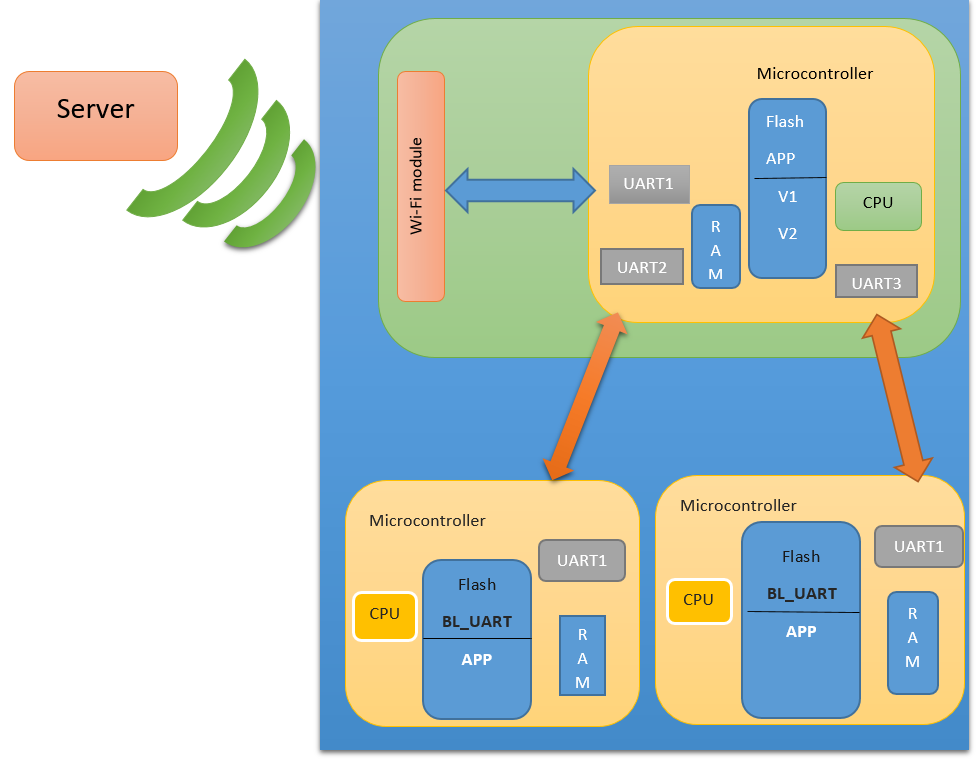 Server
Wi-Fi module
Microcontroller
Flash
APP
V1
V2
UART1
CPU
R
A
M
UART2
UART3
Microcontroller
UART1
Flash
BL_UART
APP
CPU
R
A
M
Microcontroller
UART1
Flash
BL_UART
APP
CPU
R
A
M